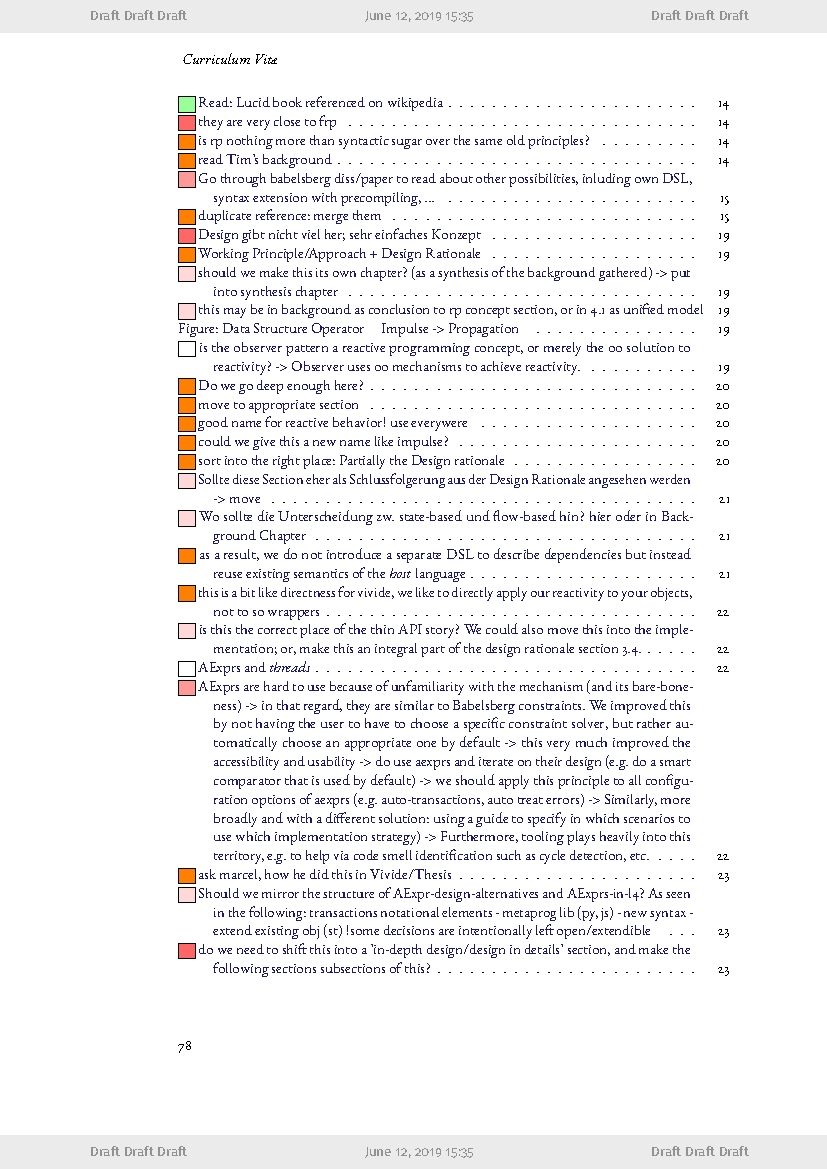 Draft Draft Draft June 12, 2019 15:35 Draft Draft Draft
Curriculum Vitæ
Read: Lucid book referenced on wikipedia . . . . . . . . . . . . . . . . . . . . . . . 14
they are very close to frp . . . . . . . . . . . . . . . . . . . . . . . . . . . . . . . . 14
is rp nothing more than syntactic sugar over the same old principles? . . . . . . . . . 14
read Tim's background . . . . . . . . . . . . . . . . . . . . . . . . . . . . . . . . . 14
Go through babelsberg diss/paper to read about other possibilities, inluding own DSL,
syntax extension with precompiling, ... . . . . . . . . . . . . . . . . . . . . . . . 15
duplicate reference: merge them . . . . . . . . . . . . . . . . . . . . . . . . . . . . 15
Design gibt nicht viel her; sehr einfaches Konzept . . . . . . . . . . . . . . . . . . . 19
Working Principle/Approach + Design Rationale . . . . . . . . . . . . . . . . . . . 19
should we make this its own chapter? (as a synthesis of the background gathered) -> put
into synthesis chapter . . . . . . . . . . . . . . . . . . . . . . . . . . . . . . . . 19
this may be in background as conclusion to rp concept section, or in 4.1 as unified model 19
Figure: Data Structure Operator Impulse -> Propagation . . . . . . . . . . . . . . . 19
is the observer pattern a reactive programming concept, or merely the oo solution to
reactivity? -> Observer uses oo mechanisms to achieve reactivity. . . . . . . . . . . 19
Do we go deep enough here? . . . . . . . . . . . . . . . . . . . . . . . . . . . . . . 20
move to appropriate section . . . . . . . . . . . . . . . . . . . . . . . . . . . . . . 20
good name for reactive behavior! use everywere . . . . . . . . . . . . . . . . . . . . 20
could we give this a new name like impulse? . . . . . . . . . . . . . . . . . . . . . . 20
sort into the right place: Partially the Design rationale . . . . . . . . . . . . . . . . . 20
Sollte diese Section eher als Schlussfolgerung aus der Design Rationale angesehen werden
-> move . . . . . . . . . . . . . . . . . . . . . . . . . . . . . . . . . . . . . . . 21
Wo sollte die Unterscheidung zw. state-based und flow-based hin? hier oder in Back-
ground Chapter . . . . . . . . . . . . . . . . . . . . . . . . . . . . . . . . . . . 21
as a result, we do not introduce a separate DSL to describe dependencies but instead
reuse existing semantics of the host language . . . . . . . . . . . . . . . . . . . . . 21
this is a bit like directness for vivide, we like to directly apply our reactivity to your objects,
not to so wrappers . . . . . . . . . . . . . . . . . . . . . . . . . . . . . . . . . . 22
is this the correct place of the thin API story? We could also move this into the imple-
mentation; or, make this an integral part of the design rationale section 3.4. . . . . . 22
AExprs and threads . . . . . . . . . . . . . . . . . . . . . . . . . . . . . . . . . . . 22
AExprs are hard to use because of unfamiliarity with the mechanism (and its bare-bone-
ness) -> in that regard, they are similar to Babelsberg constraints. We improved this
by not having the user to have to choose a specific constraint solver, but rather au-
tomatically choose an appropriate one by default -> this very much improved the
accessibility and usability -> do use aexprs and iterate on their design (e.g. do a smart
comparator that is used by default) -> we should apply this principle to all configu-
ration options of aexprs (e.g. auto-transactions, auto treat errors) -> Similarly, more
broadly and with a different solution: using a guide to specify in which scenarios to
use which implementation strategy) -> Furthermore, tooling plays heavily into this
territory, e.g. to help via code smell identification such as cycle detection, etc. . . . . 22
ask marcel, how he did this in Vivide/Thesis . . . . . . . . . . . . . . . . . . . . . . 23
Should we mirror the structure of AExpr-design-alternatives and AExprs-in-l4? As seen
in the following: transactions notational elements - metaprog lib (py, js) - new syntax -
extend existing obj (st) !some decisions are intentionally left open/extendible . . . 23
do we need to shift this into a 'in-depth design/design in details' section, and make the
following sections subsections of this? . . . . . . . . . . . . . . . . . . . . . . . . 23
78
Draft Draft Draft June 12, 2019 15:35 Draft Draft Draft